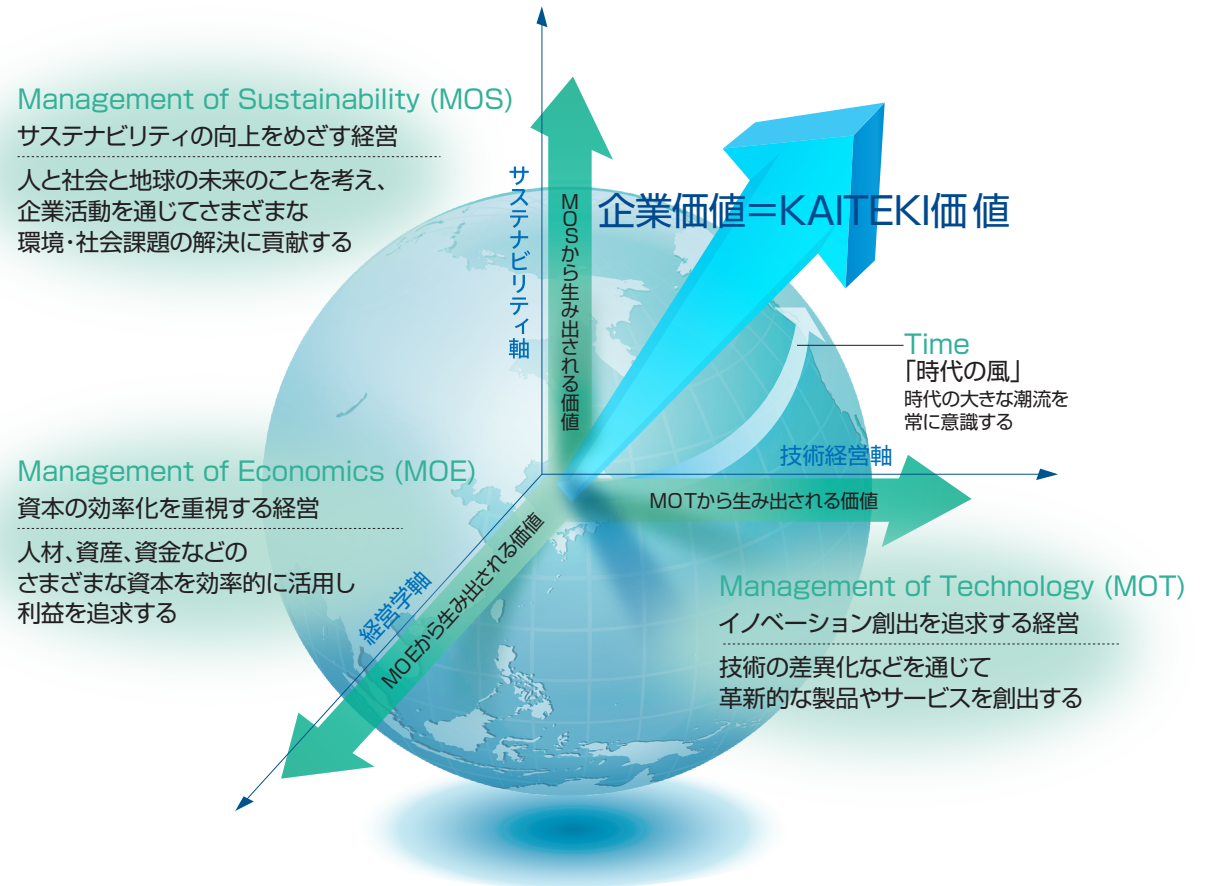 Management of Sustainability (MOS)
サステナビリティの向上をめざす経営
人と社会と地球の未来のことを考え、
企業活動を通じてさまざまな
環境・社会課題の解決に貢献する
サステナビリティ軸
MOSから生み出される価値
企業価値＝KAITEKI価値
Time
「時代の風」
時代の大きな潮流を
常に意識する
技術経営軸
MOTから生み出される価値
Management of Economics (MOE)
資本の効率化を重視する経営
人材、資産、資金などの
さまざまな資本を効率的に活用し
利益を追求する
経営学軸
MOEから生み出される価値
Management of Technology (MOT)
イノベーション創出を追求する経営
技術の差異化などを通じて
革新的な製品やサービスを創出する